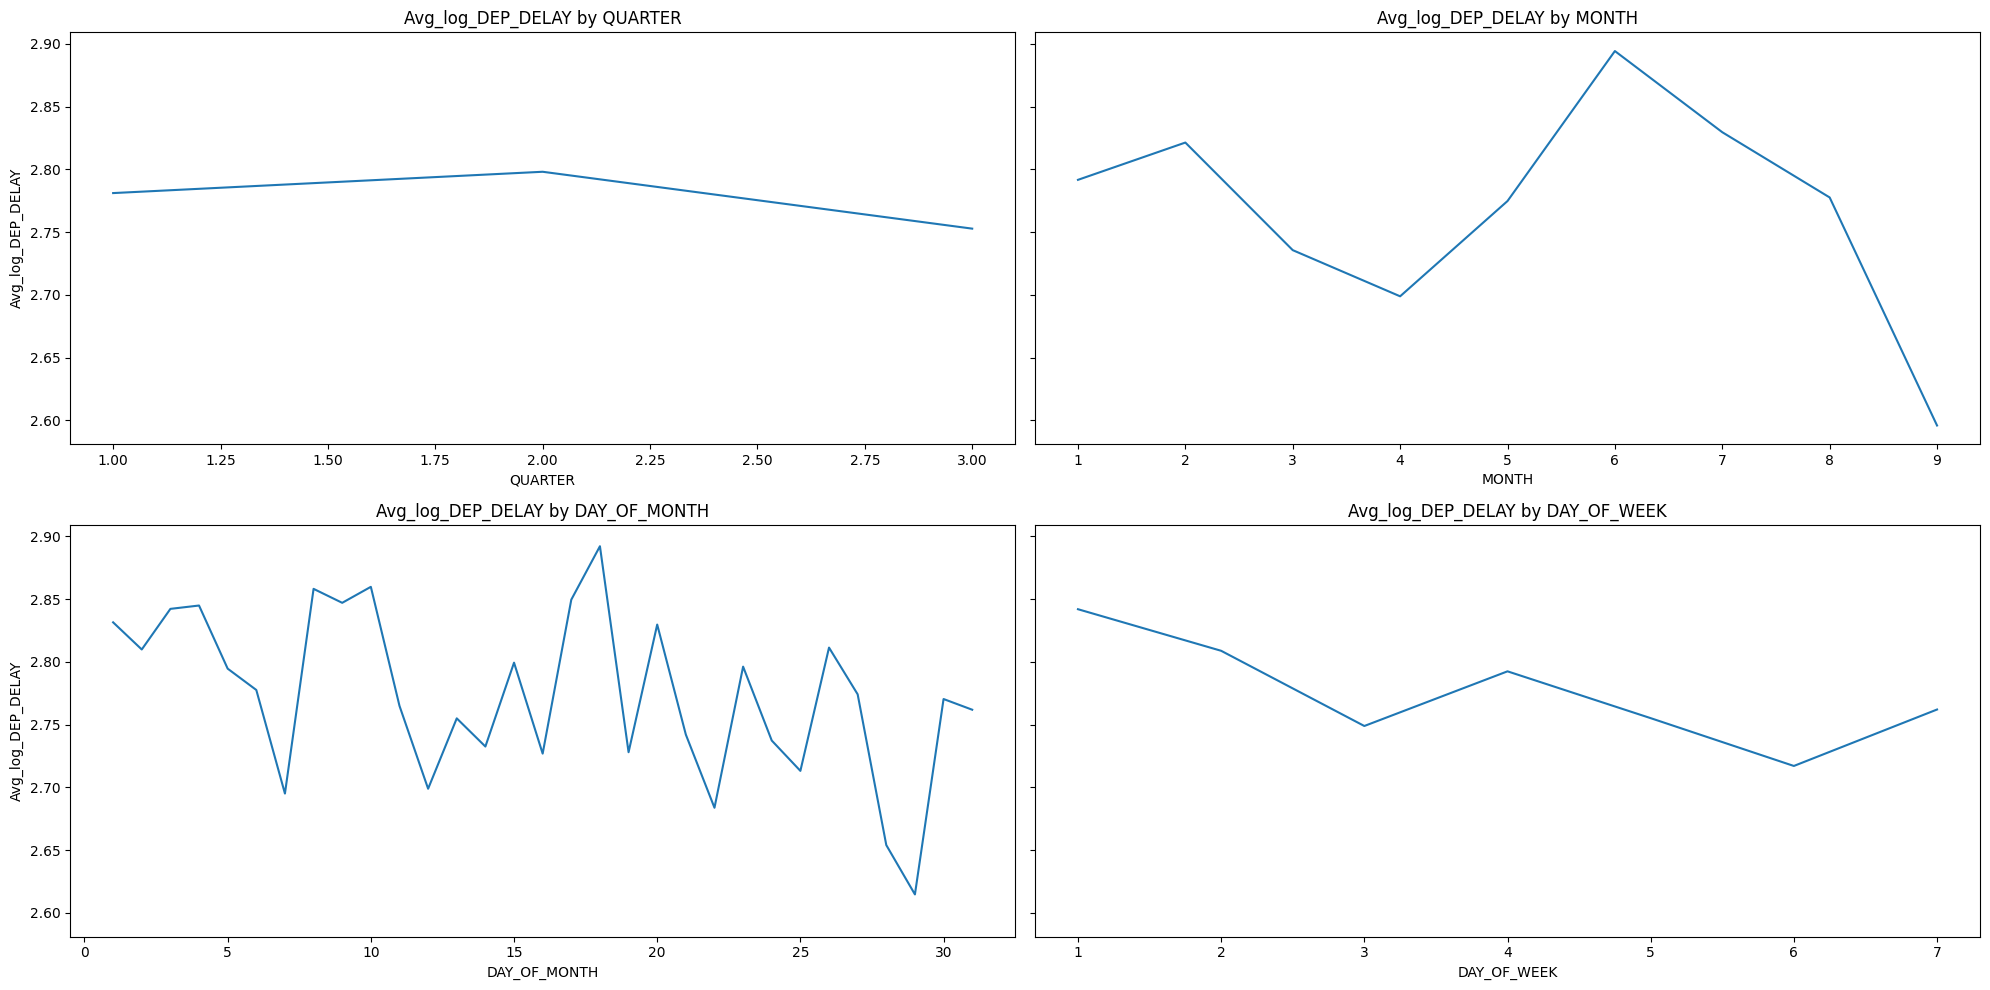 Avg_log_DEP_DELAY by QUARTER
Avg_log_DEP_DELAY
2.90
2.85
2.80
2.75
2.70
2.65
2.60
1.00 1.25 1.50 1.75 2.00 2.25 2.50 2.75 3.00
QUARTER
Avg_log_DEP_DELAY by MONTH
1 2 3 4 5 6 7 8 9
MONTH
Avg_log_DEP_DELAY by DAY_OF_MONTH
Avg_log_DEP_DELAY
2.90
2.85
2.80
2.75
2.70
2.65
2.60
0 5 10 15 20 25 30
DAY_OF_MONTH
Avg_log_DEP_DELAY by DAY_OF_WEEK
1 2 3 4 5 6 7
DAY_OF_WEEK